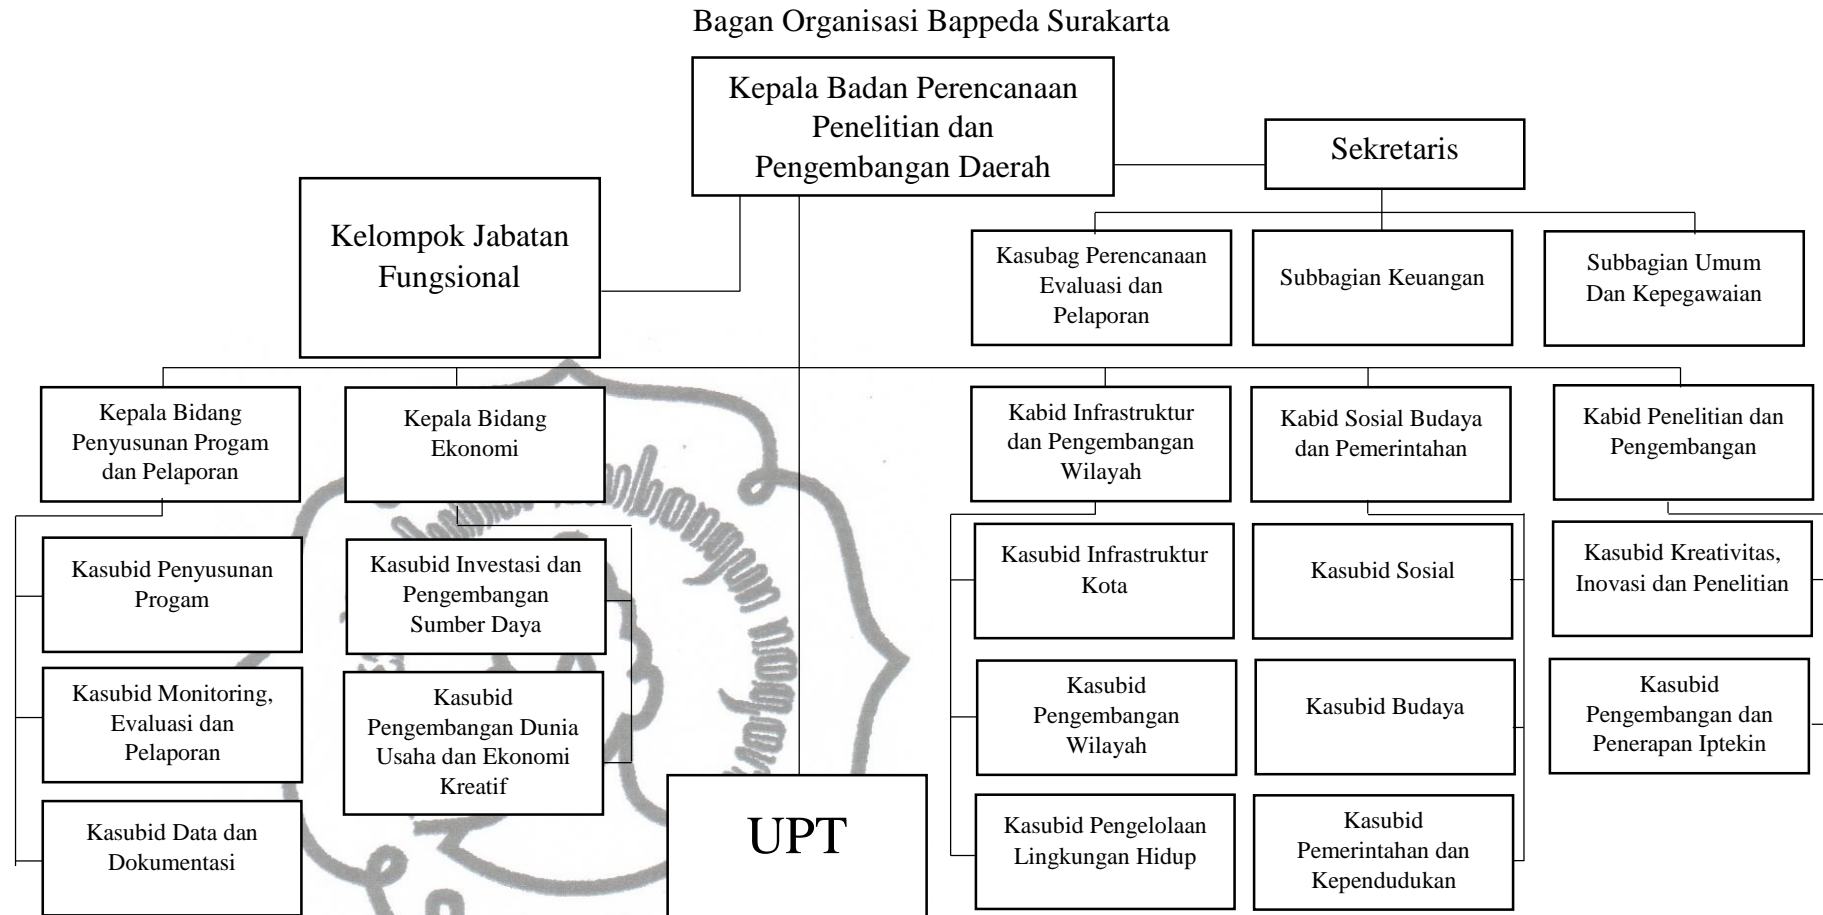 Bagan Organisasi Bappeda Surakarta
Kepala Badan Perencanaan
Penelitian dan
Pengembangan Daerah
Sekretaris
Kelompok Jabatan
Fungsional
Kasubag Perencanaan
Evaluasi dan
Pelaporan
Subbagian Keuangan
Subbagian Umum
Dan Kepegawaian
Kepala Bidang
Penyusunan Progam
dan Pelaporan
Kepala Bidang
Ekonomi
Kabid Infrastruktur
dan Pengembangan
Wilayah
Kabid Sosial Budaya
dan Pemerintahan
Kabid Penelitian dan
Pengembangan
Kasubid Penyusunan
Progam
Kasubid Investasi dan
Pengembangan
Sumber Daya
Kasubid Infrastruktur
Kota
Kasubid Sosial
Kasubid Kreativitas,
Inovasi dan Penelitian
Kasubid Monitoring,
Evaluasi dan
Pelaporan
Kasubid
Pengembangan Dunia
Usaha dan Ekonomi
Kreatif
Kasubid
Pengembangan
Wilayah
Kasubid Budaya
Kasubid
Pengembangan dan
Penerapan Iptekin
Kasubid Data dan
Dokumentasi
UPT
Kasubid Pengelolaan
Lingkungan Hidup
Kasubid
Pemerintahan dan
Kependudukan